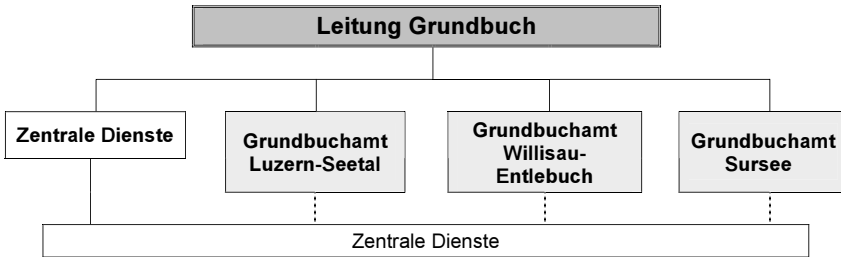 Leitung Grundbuch
Zentrale Dienste
Grundbuchamt
Luzern-Seetal
Grundbuchamt
Willisau-
Entlebuch
Grundbuchamt
Sursee
Zentrale Dienste